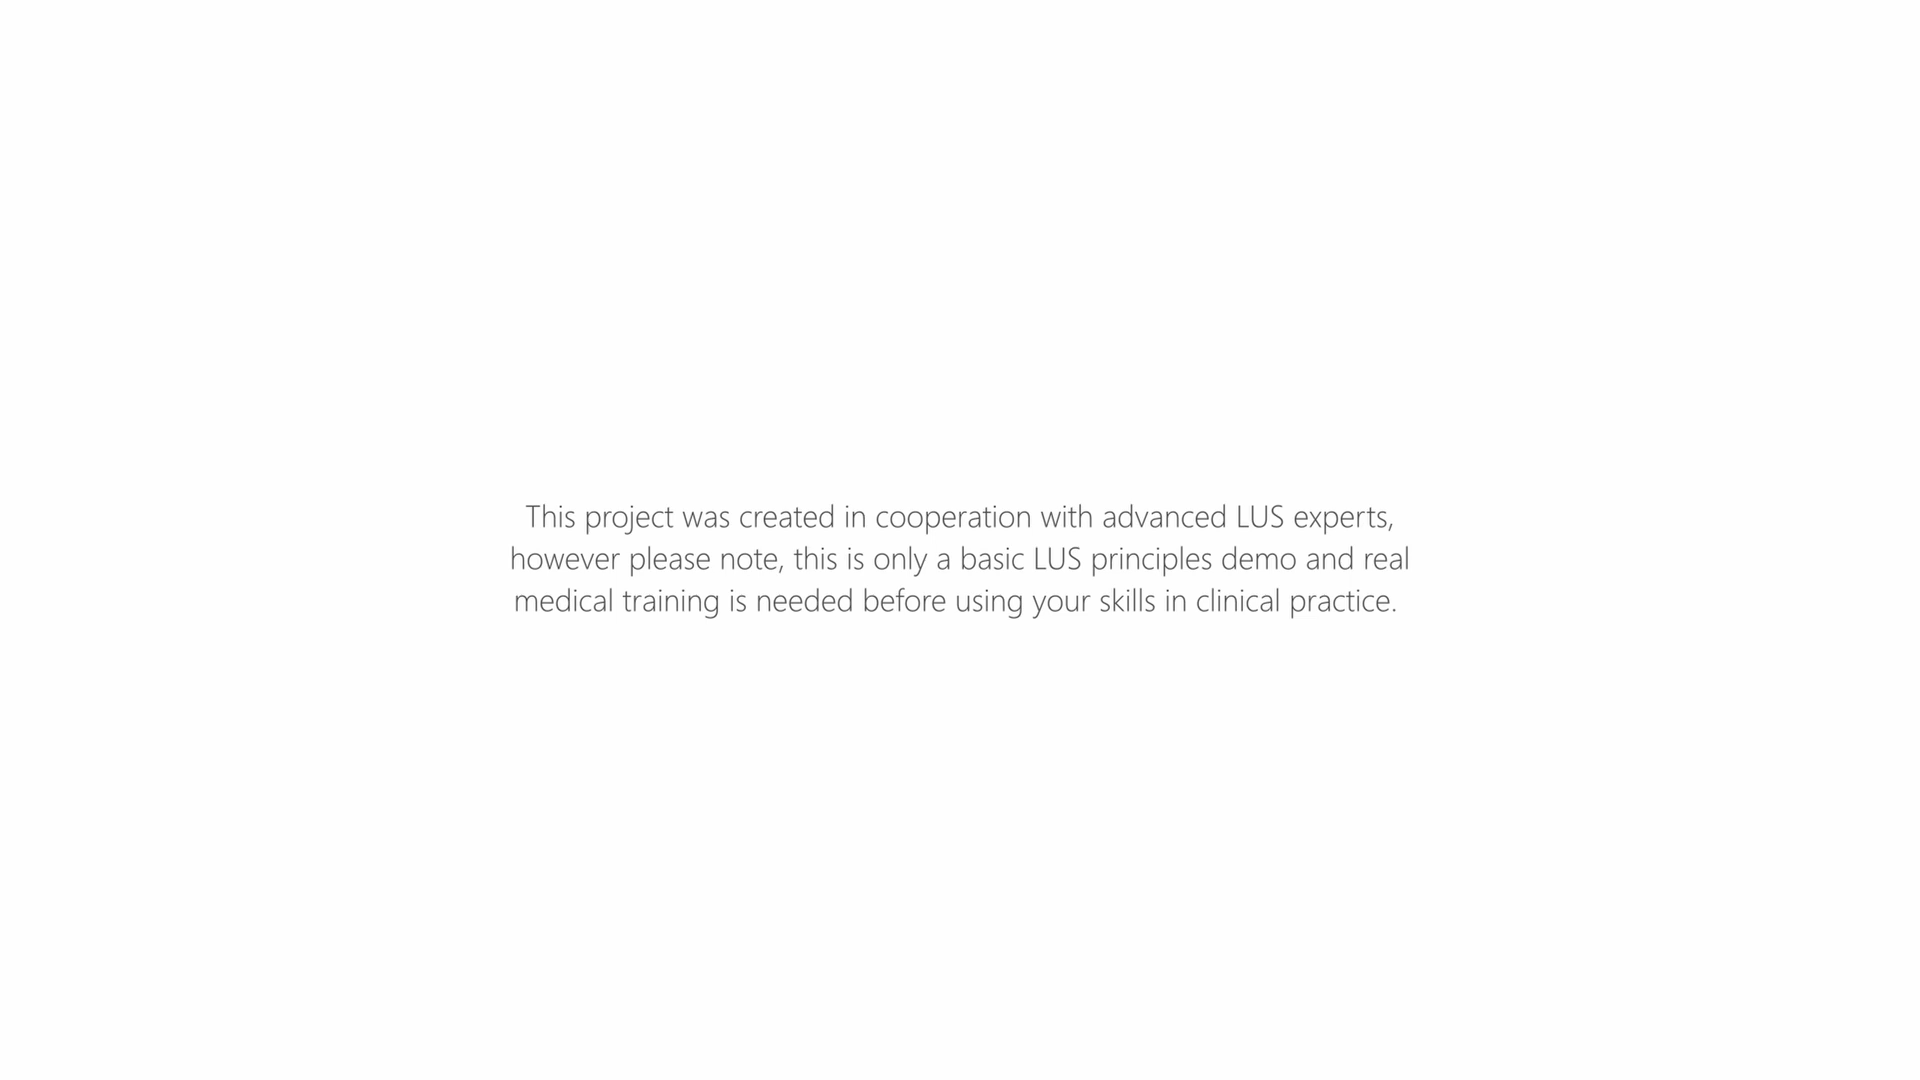 This project was created in cooperation with advanced LUS experts,
however please note, this is only a basic LUS principles demo and real
medical training is needed before using your skills in clinical practice.